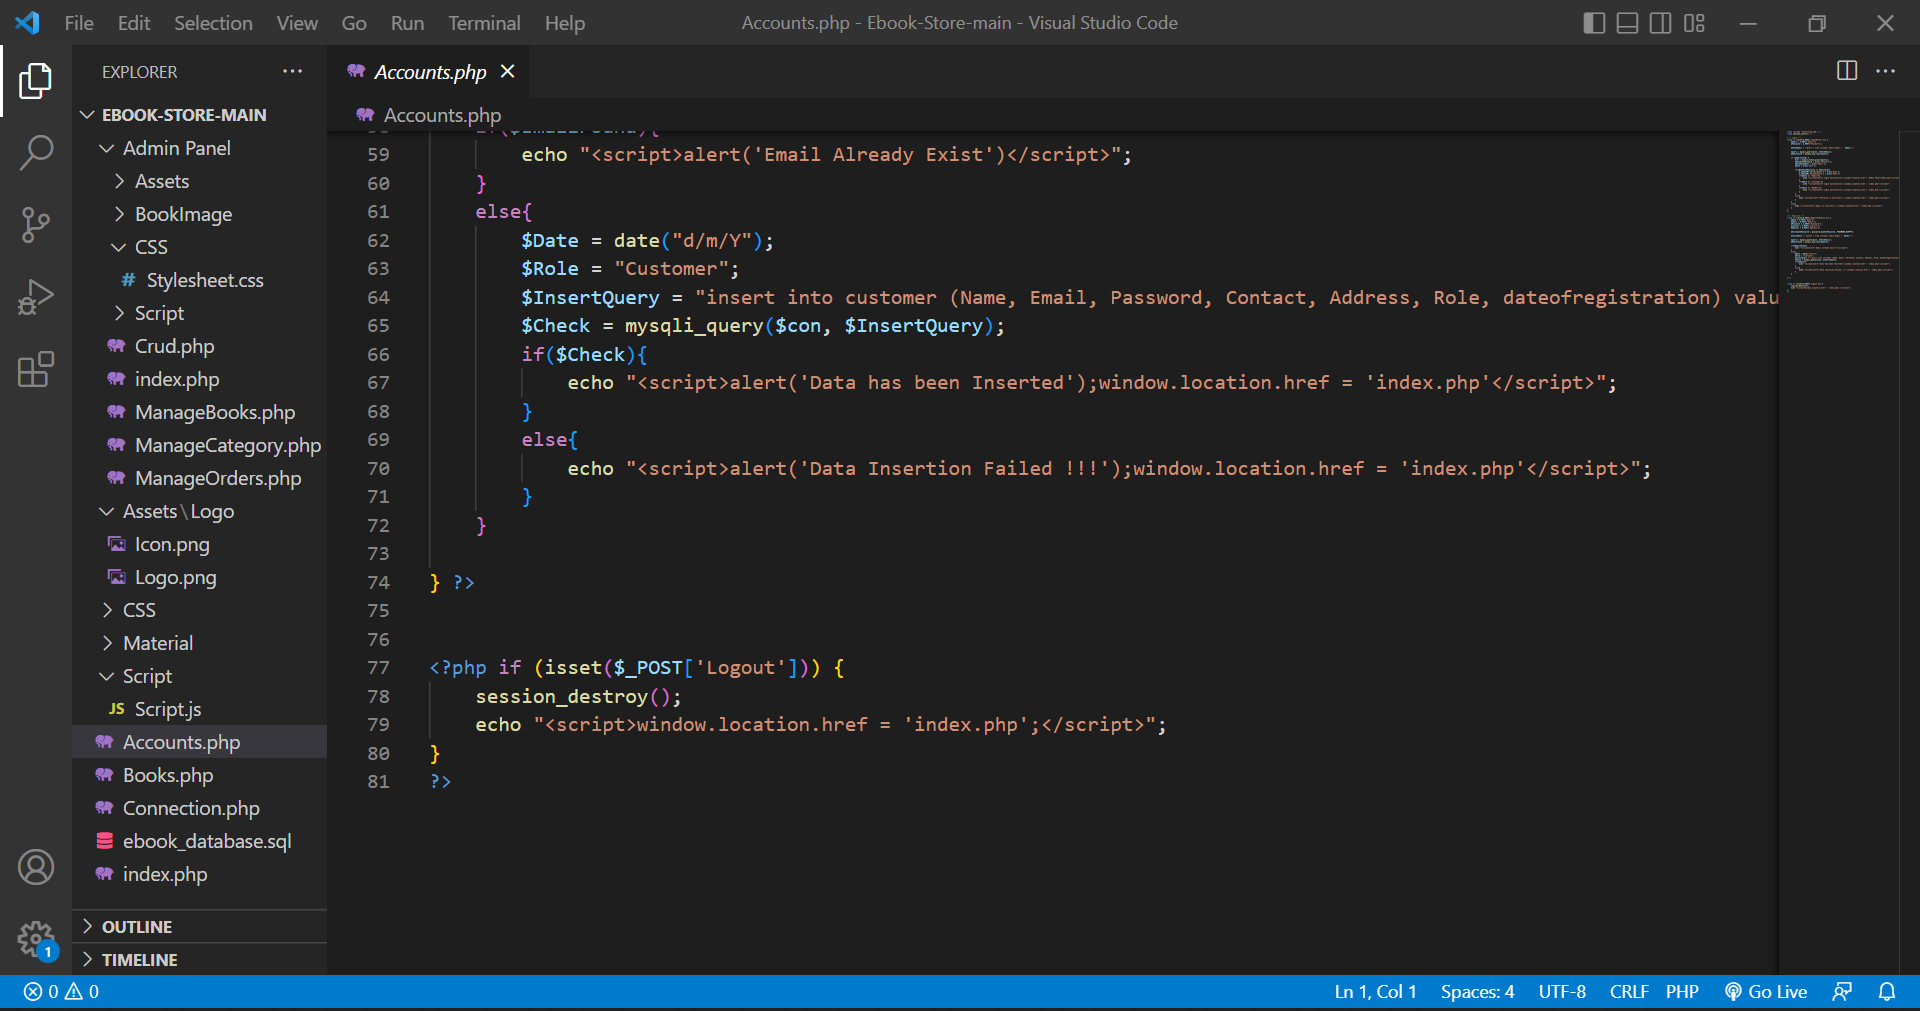 File Edit Selection View Go Run Terminal Help
Accounts.php - Ebook-Store-main - Visual Studio Code
EXPLORER
EBOOK-STORE-MAIN
Admin Panel
Assets
BookImage
CSS
# Stylesheet.css
Script
Crud.php
index.php
ManageBooks.php
ManageCategory.php
ManageOrders.php
Assets\Logo
Icon.png
Logo.png
CSS
Material
Script
JS Script.js
Accounts.php
Books.php
Connection.php
ebook_database.sql
index.php
OUTLINE
TIMELINE
Accounts.php
Accounts.php
59 echo "<script>alert('Email Already Exist')</script>";
60 }
61 else{
62 $Date = date("d/m/Y");
63 $Role = "Customer";
64 $InsertQuery = "insert into customer (Name, Email, Password, Contact, Address, Role, dateofregistration) valu
65 $Check = mysqli_query($con, $InsertQuery);
66 if($Check){
67 echo "<script>alert('Data has been Inserted');window.location.href = 'index.php'</script>";
68 }
69 else{
70 echo "<script>alert('Data Insertion Failed !!!');window.location.href = 'index.php'</script>";
71 }
72 }
73
74 } ?>
75
76
77 <?php if (isset($_POST['Logout'])) {
78 session_destroy();
79 echo "<script>window.location.href = 'index.php';</script>";
80 }
81 ?>
1
0 0
Ln 1, Col 1 Spaces: 4 UTF-8 CRLF PHP Go Live